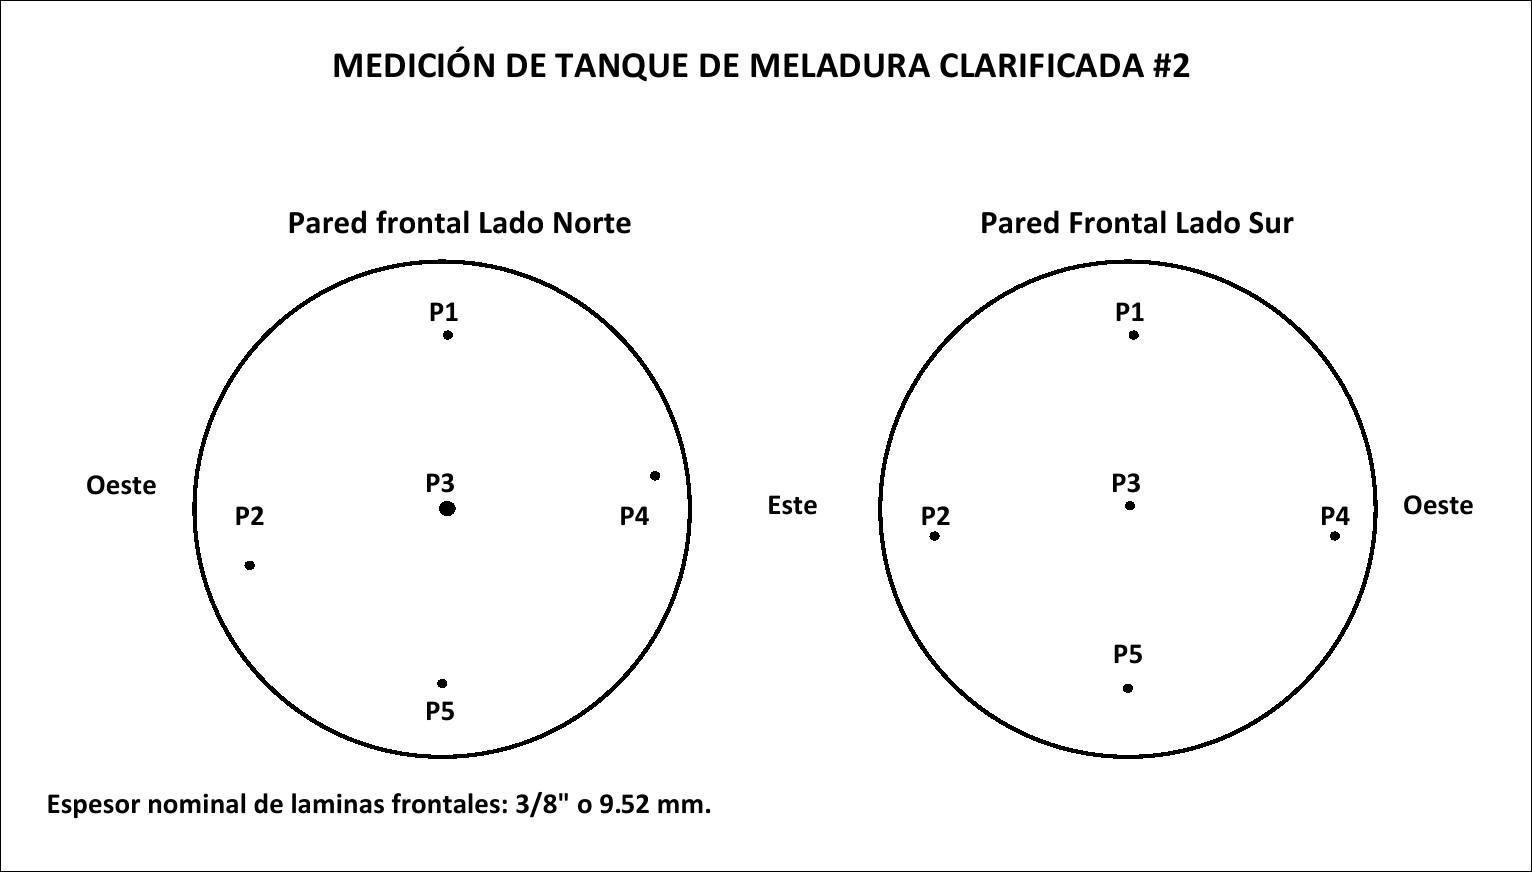 MEDICIÓN DE TANQUE DE MELADURA CLARIFICADA #2
Pared frontal Lado Norte
Pared Frontal Lado Sur
P1
P1
Oeste
P3
P2
P4
Este
P3
P2
P4
Oeste
P5
P5
Espesor nominal de laminas frontales: 3/8" o 9.52 mm.